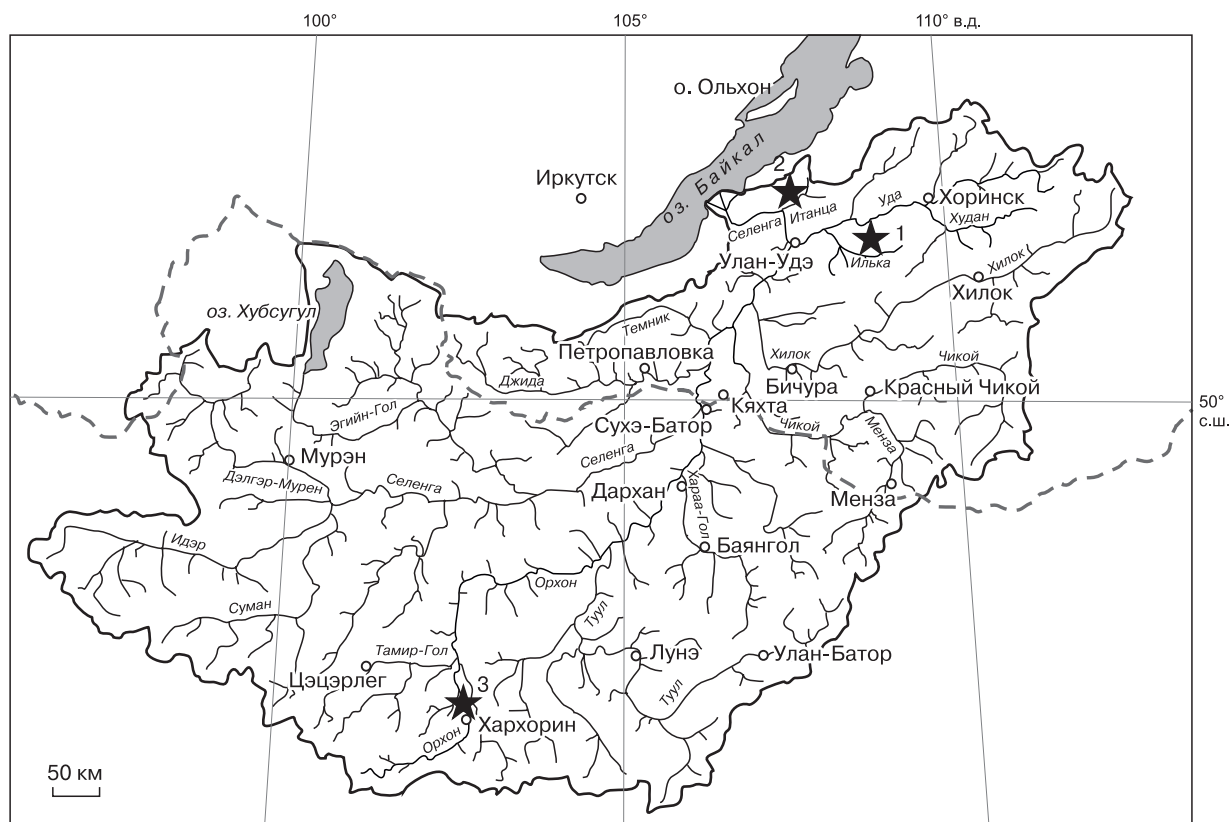 100°
105°
110° в.д.
о. Ольхон
оз. Байкал
2
Иркутск
Уда
Хоринск
Селенга
Итанца
Худан
1
Улан-Удэ
Илька
Хилок
Хилок
оз. Хубсугул
Темник
Петропавловка
Хилок
Чикой
Джида
Бичура
Красный Чикой
Кяхта
50°
с.ш.
Эгийн-Гол
Сухэ-Батор
Чикой
Менза
Мурэн
Селенга
Дэлгэр-Мурен
Селенга
Дархан
Хараа-Гол
Менза
Идэр
Баянгол
Орхон
Суман
Туул
Тамир-Гол
Лунэ
Улан-Батор
Цэцэрлег
3
Туул
Хархорин
Орхон
50 км